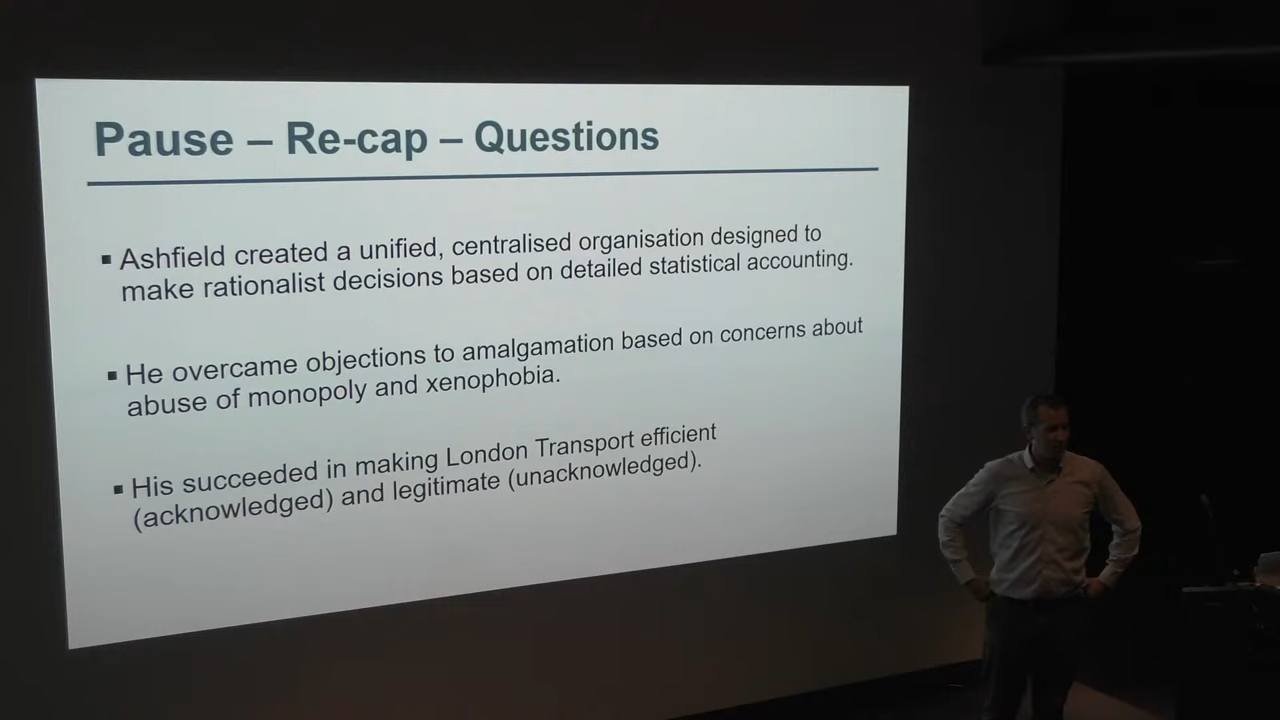 Pause – Re-cap – Questions
▪ Ashfield created a unified, centralised organisation designed to
make rationalist decisions based on detailed statistical accounting.
▪ He overcame objections to amalgamation based on concerns about
abuse of monopoly and xenophobia.
▪ His succeeded in making London Transport efficient
(acknowledged) and legitimate (unacknowledged).